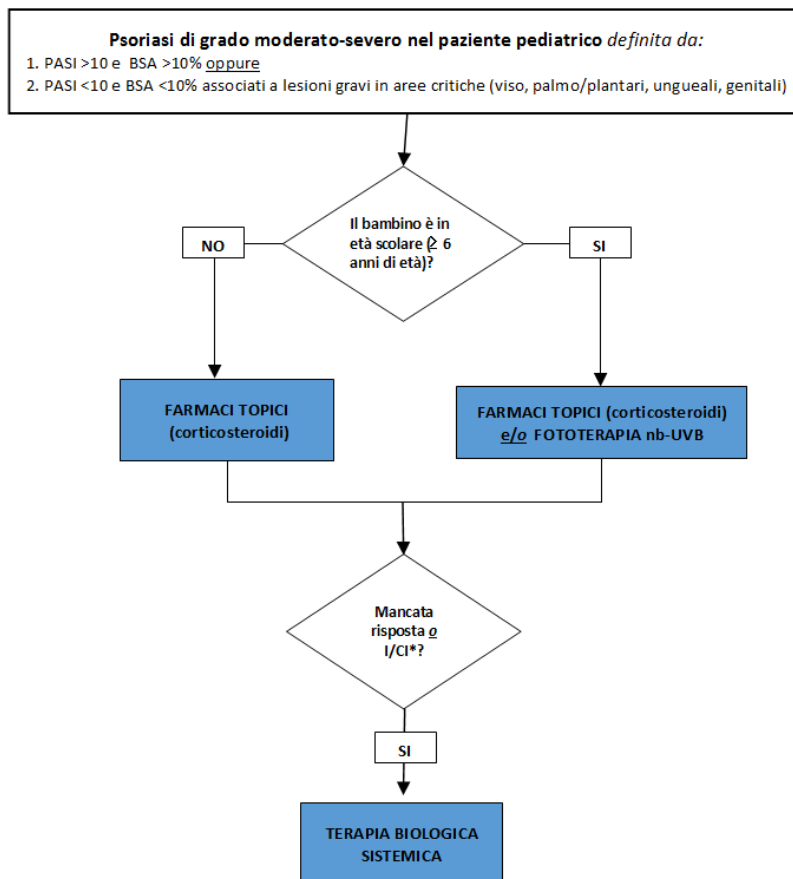 Psoriasi di grado moderato-severo nel paziente pediatrico definita da:
1. PASI >10 e BSA >10% oppure
2. PASI <10 e BSA <10% associati a lesioni gravi in aree critiche (viso, palmo/plantari, ungueali, genitali)
Il bambino è in
età scolare (≥ 6
anni di età)?
NO
SI
FARMACI TOPICI
(corticosteroidi)
FARMACI TOPICI (corticosteroidi)
e/o FOTOTERAPIA nb-UVB
Mancata
risposta o
I/CI*?
SI
TERAPIA BIOLOGICA
SISTEMICA